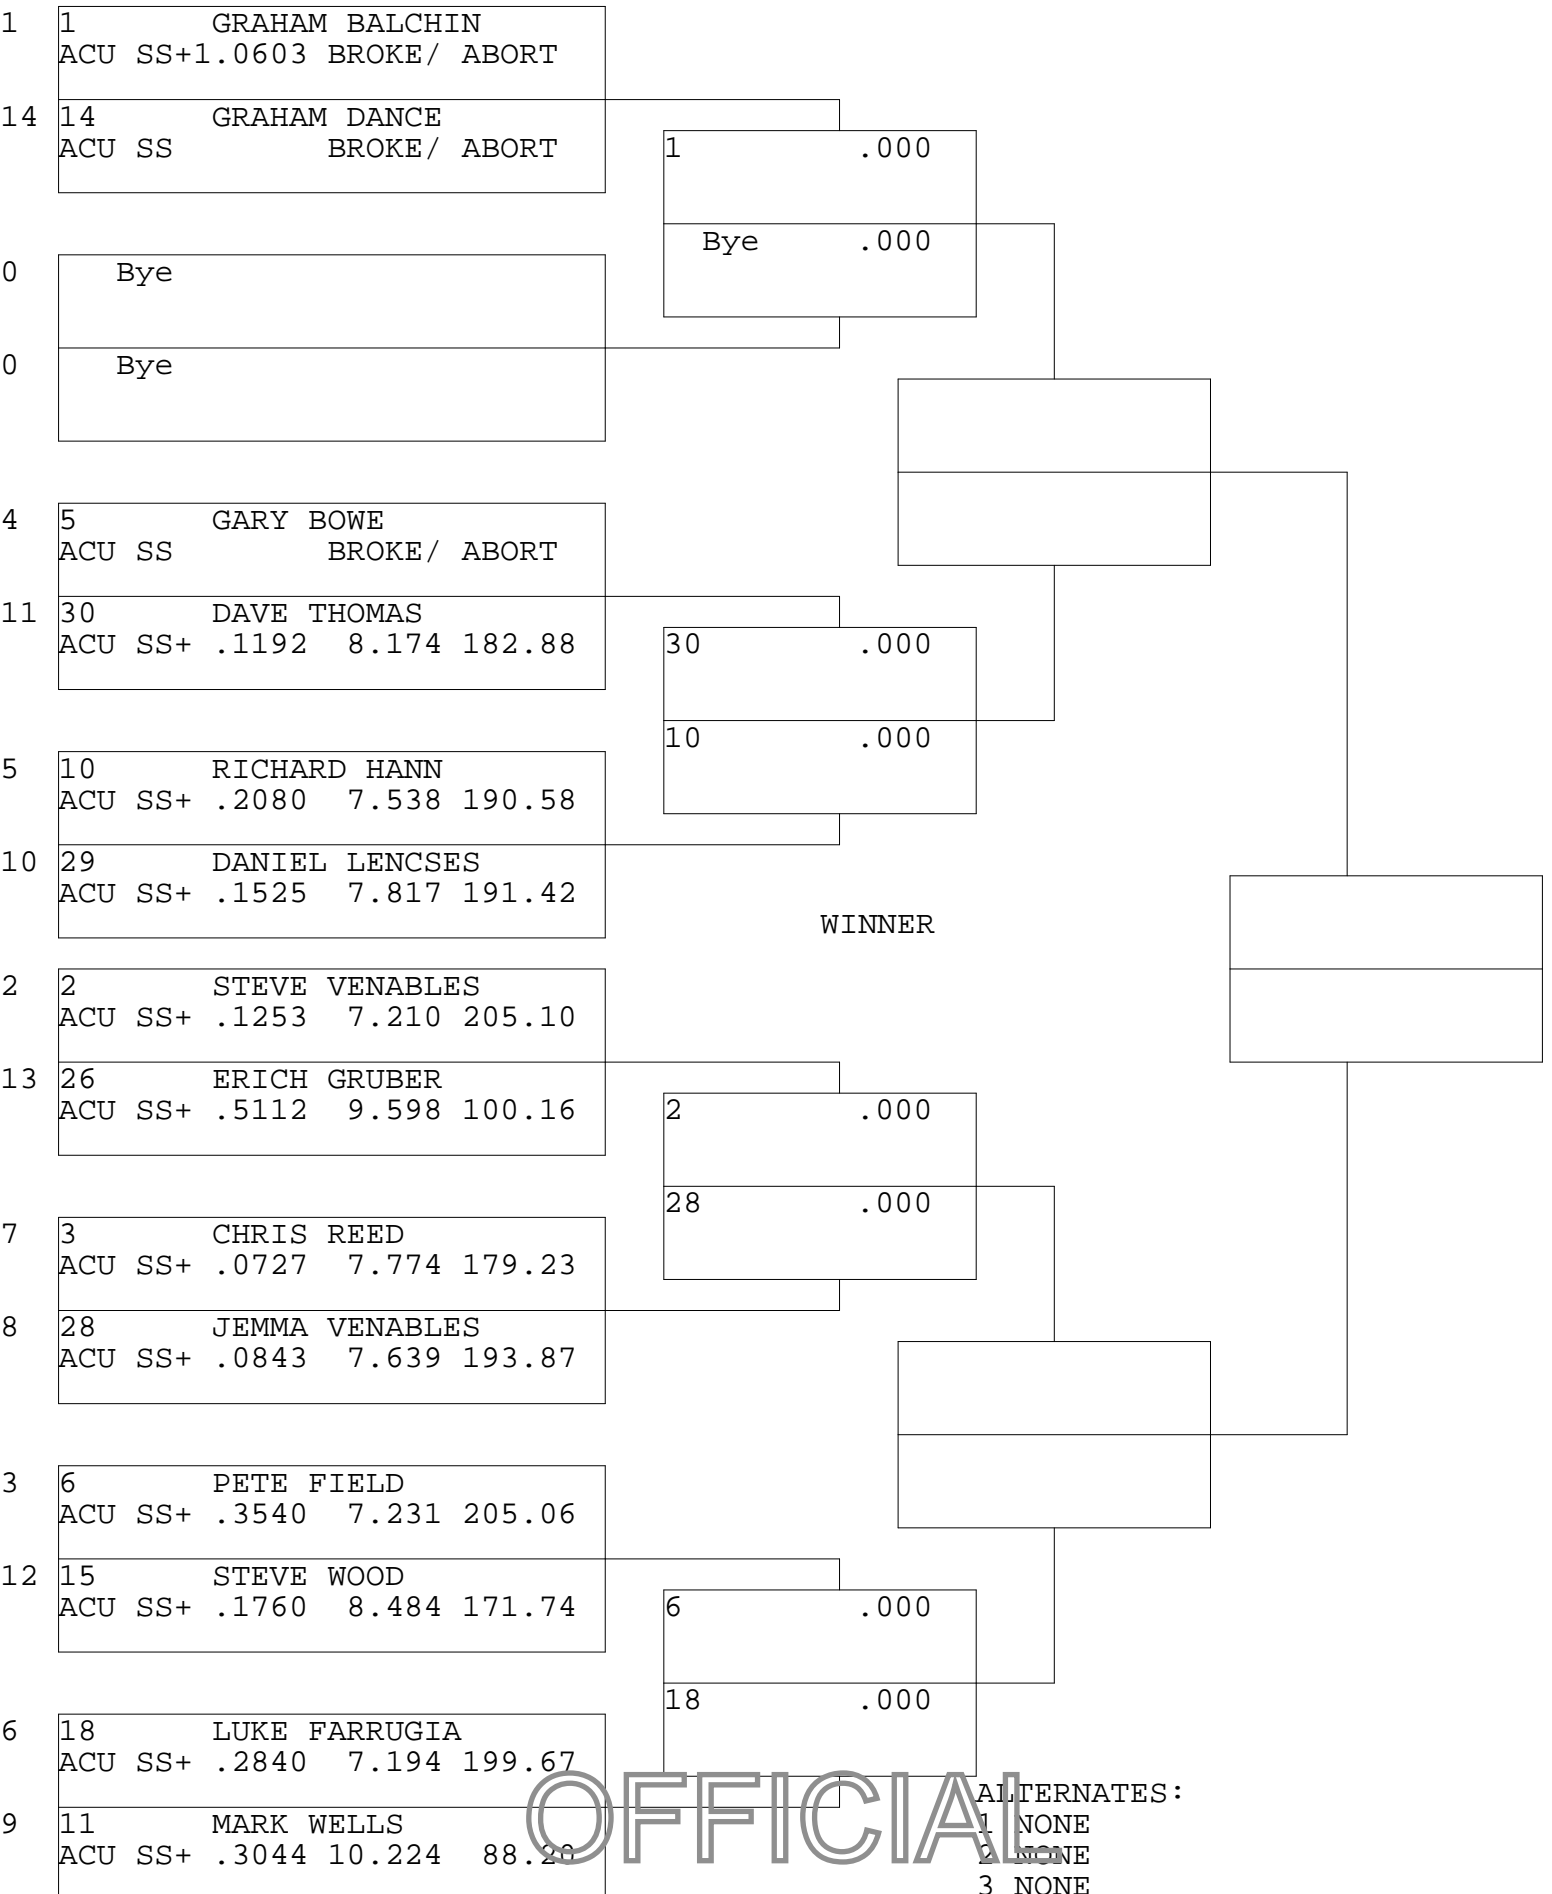 1 1 GRAHAM BALCHIN
ACU SS+1.0603 BROKE/ ABORT
14 14 GRAHAM DANCE
ACU SS BROKE/ ABORT
1 .000
Bye .000
0 Bye
0 Bye
4 5 GARY BOWE
ACU SS BROKE/ ABORT
11 30 DAVE THOMAS
ACU SS+ .1192 8.174 182.88
30 .000
10 .000
5 10 RICHARD HANN
ACU SS+ .2080 7.538 190.58
10 29 DANIEL LENCSES
ACU SS+ .1525 7.817 191.42
WINNER
2 2 STEVE VENABLES
ACU SS+ .1253 7.210 205.10
13 26 ERICH GRUBER
ACU SS+ .5112 9.598 100.16
2 .000
28 .000
7 3 CHRIS REED
ACU SS+ .0727 7.774 179.23
8 28 JEMMA VENABLES
ACU SS+ .0843 7.639 193.87
3 6 PETE FIELD
ACU SS+ .3540 7.231 205.06
12 15 STEVE WOOD
ACU SS+ .1760 8.484 171.74
6 .000
18 .000
6 18 LUKE FARRUGIA
ACU SS+ .2840 7.194 199.67
9 11 MARK WELLS
ACU SS+ .3044 10.224 88.20
OFFICIAL
ALTERNATES:
1 NONE
2 NONE
3 NONE